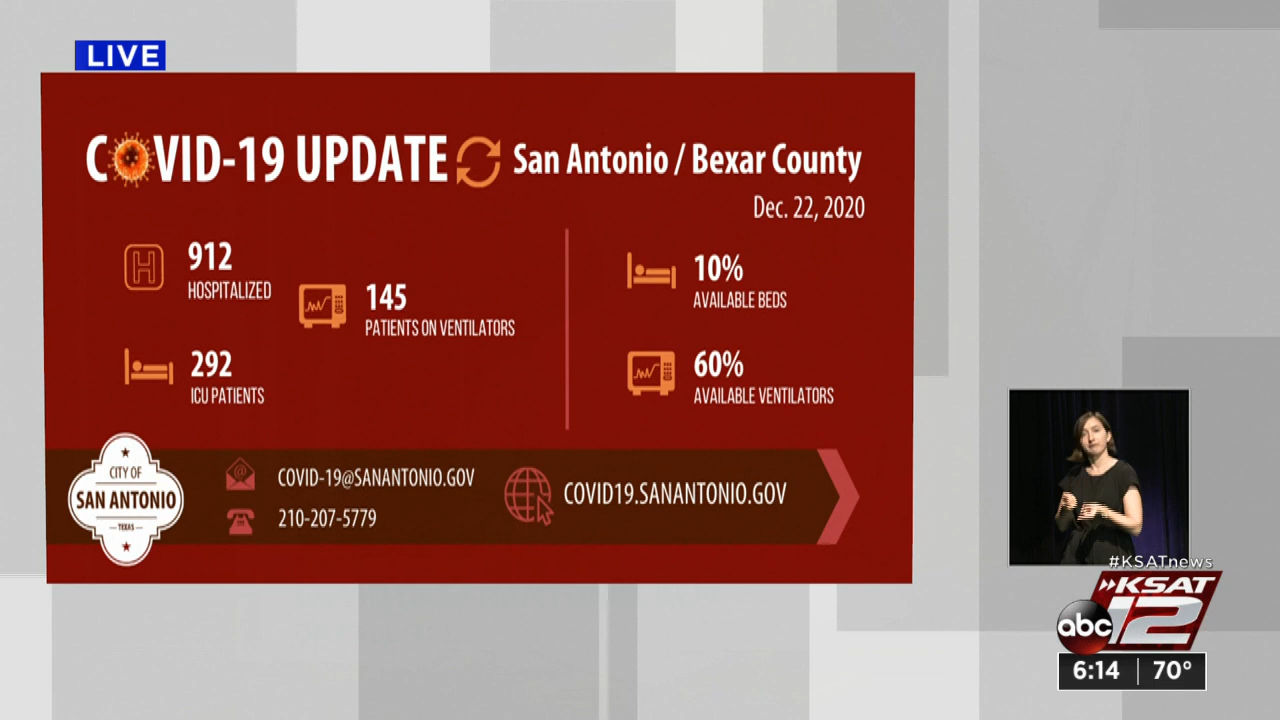 LIVE
COVID-19 UPDATE
San Antonio / Bexar County
Dec. 22, 2020
912
HOSPITALIZED
145
PATIENTS ON VENTILATORS
292
ICU PATIENTS
10%
AVAILABLE BEDS
60%
AVAILABLE VENTILATORS
CITY OF
SAN ANTONIO
TEXAS
COVID-19@SANANTONIO.GOV
210-207-5779
COVID19.SANANTONIO.GOV
#KSATnews
KSAT
abc 12
6:14 70°